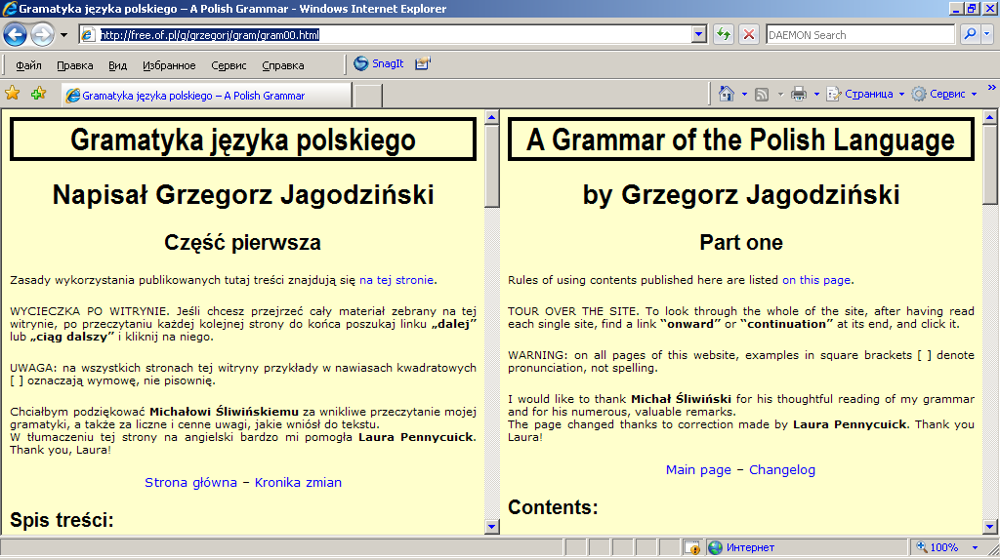 Gramatyka języka polskiego – A Polish Grammar - Windows Internet Explorer
http://free.of.pl/g/grzegorj/gram/gram00.html
DAEMON Search
Файл Правка Вид Избранное Сервис Справка
SnagIt
Gramatyka języka polskiego – A Polish Grammar
Страница Сервис
Gramatyka języka polskiego
Napisał Grzegorz Jagodziński
Część pierwsza
Zasady wykorzystania publikowanych tutaj treści znajdują się na tej stronie.
WYCIECZKA PO WITRYNIE. Jeśli chcesz przejrzeć cały materiał zebrany na tej
witrynie, po przeczytaniu każdej kolejnej strony do końca poszukaj linku „dalej”
lub „ciąg dalszy” i kliknij na niego.
UWAGA: na wszystkich stronach tej witryny przykłady w nawiasach kwadratowych
[ ] oznaczają wymowę, nie pisownię.
Chciałbym podziękować Michałowi Śliwińskiemu za wnikliwe przeczytanie mojej
gramatyki, a także za liczne i cenne uwagi, jakie wniósł do tekstu.
W tłumaczeniu tej strony na angielski bardzo mi pomogła Laura Pennycuick.
Thank you, Laura!
Strona główna – Kronika zmian
Spis treści:
A Grammar of the Polish Language
by Grzegorz Jagodziński
Part one
Rules of using contents published here are listed on this page.
TOUR OVER THE SITE. To look through the whole of the site, after having read
each single site, find a link “onward” or “continuation” at its end, and click it.
WARNING: on all pages of this website, examples in square brackets [ ] denote
pronunciation, not spelling.
I would like to thank Michał Śliwiński for his thoughtful reading of my grammar
and for his numerous, valuable remarks.
The page changed thanks to correction made by Laura Pennycuick. Thank you
Laura!
Main page – Changelog
Contents:
Интернет
100%